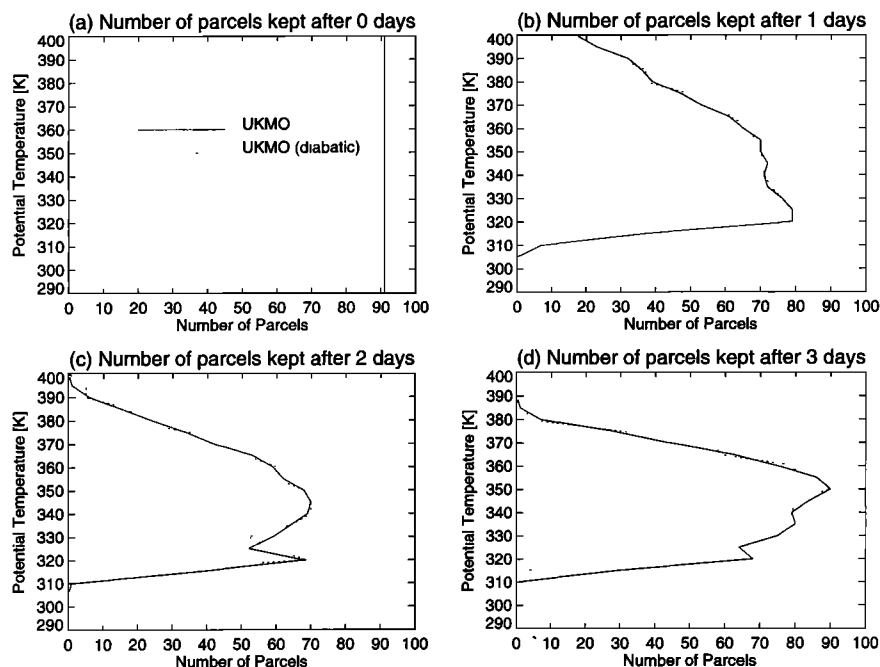 (a) Number of parcels kept after 0 days
400
390
380
370
360
350
340
330
320
310
300
290
Potential Temperature [K]
UKMO
UKMO (diabatic)
0 10 20 30 40 50 60 70 80 90 100
Number of Parcels
(b) Number of parcels kept after 1 days
400
390
380
370
360
350
340
330
320
310
300
290
Potential Temperature [K]
0 10 20 30 40 50 60 70 80 90 100
Number of Parcels
(c) Number of parcels kept after 2 days
400
390
380
370
360
350
340
330
320
310
300
290
Potential Temperature [K]
0 10 20 30 40 50 60 70 80 90 100
Number of Parcels
(d) Number of parcels kept after 3 days
400
390
380
370
360
350
340
330
320
310
300
290
Potential Temperature [K]
0 10 20 30 40 50 60 70 80 90 100
Number of Parcels